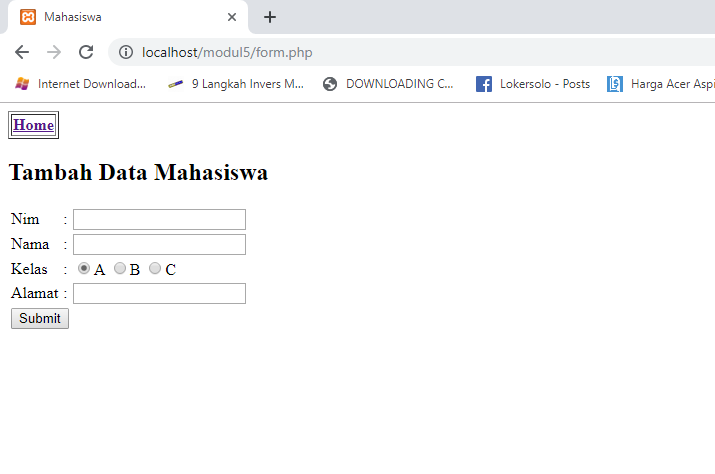 Mahasiswa
localhost/modul5/form.php
Internet Download... 9 Langkah Invers M... DOWNLOADING C... Lokersolo - Posts Harga Acer Aspi
Home
Tambah Data Mahasiswa
Nim :
Nama :
Kelas : A B C
Alamat :
Submit